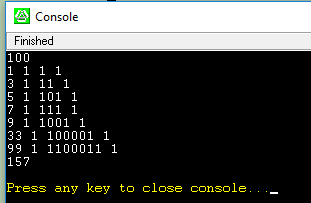 Console
Finished
100
1 1 1 1
3 1 11 1
5 1 101 1
7 1 111 1
9 1 1001 1
33 1 100001 1
99 1 1100011 1
157
Press any key to close console..._